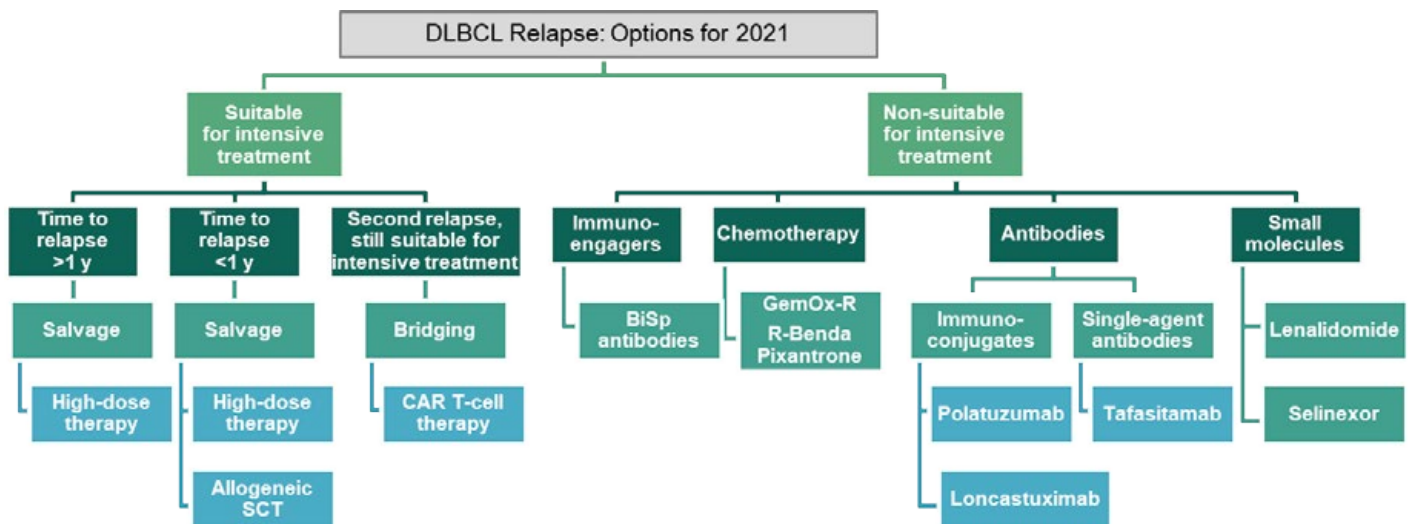 DLBCL Relapse: Options for 2021
Suitable
for intensive
treatment
Non-suitable
for intensive
treatment
Time to
relapse
>1 y
Time to
relapse
<1 y
Second relapse,
still suitable for
intensive treatment
Immuno-
engagers
Chemotherapy
Antibodies
Small
molecules
Salvage
Salvage
Bridging
BiSp
antibodies
GemOx-R
R-Benda
Pixantrone
Immuno-
conjugates
Single-agent
antibodies
Lenalidomide
High-dose
therapy
High-dose
therapy
CAR T-cell
therapy
Polatuzumab
Tafasitamab
Selinexor
Allogeneic
SCT
Loncastuximab